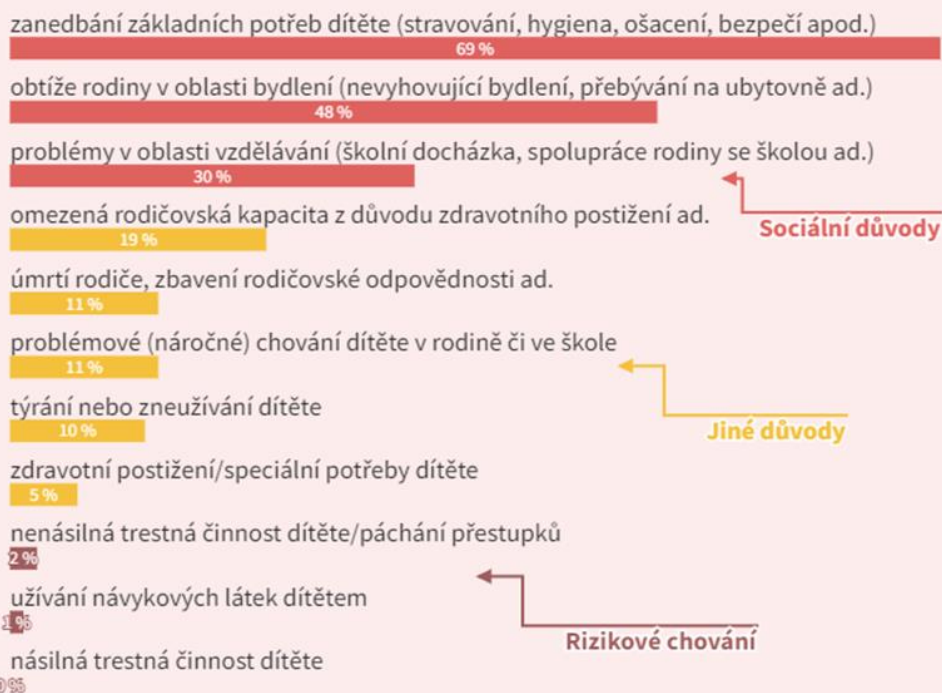 zanedbání základních potřeb dítěte (stravování, hygiena, ošacení, bezpečí apod.)
69 %
obtíže rodiny v oblasti bydlení (nevyhovující bydlení, přebývání na ubytovně ad.)
48 %
problémy v oblasti vzdělávání (školní docházka, spolupráce rodiny se školou ad.)
30 %
omezená rodičovská kapacita z důvodu zdravotního postižení ad.
Sociální důvody
19 %
úmrtí rodiče, zbavení rodičovské odpovědnosti ad.
11 %
problémové (náročné) chování dítěte v rodině či ve škole
11 %
týrání nebo zneužívání dítěte
10 %
Jiné důvody
zdravotní postižení/speciální potřeby dítěte
5 %
nenásilná trestná činnost dítěte/páchání přestupků
2 %
užívání návykových látek dítětem
1 %
Rizikové chování
násilná trestná činnost dítěte
0 %